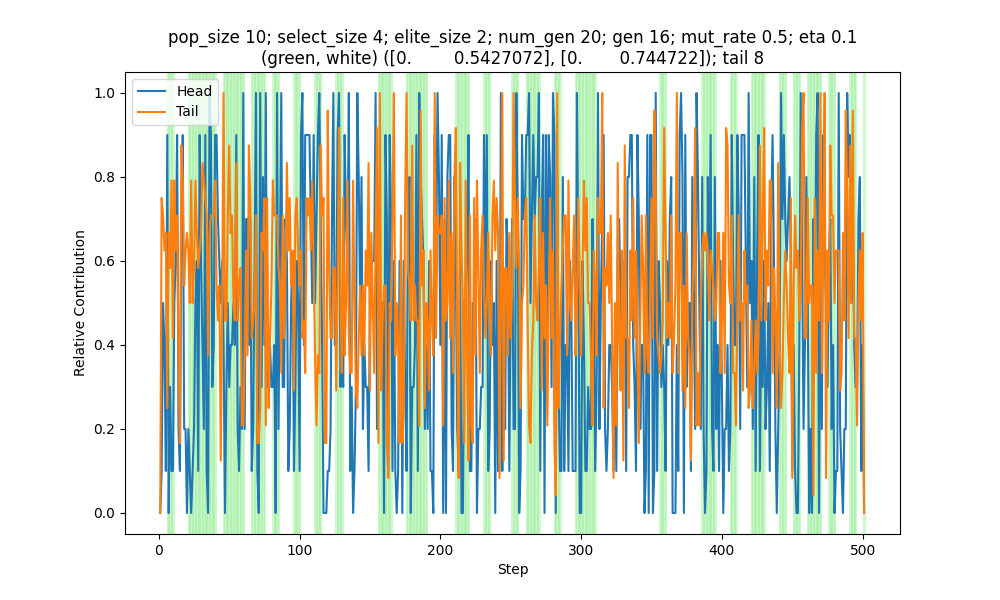 pop_size 10; select_size 4; elite_size 2; num_gen 20; gen 16; mut_rate 0.5; eta 0.1
(green, white) ([0.        0.5427072], [0.       0.744722]); tail 8
Head
Tail
1.0
0.8
0.6
0.4
0.2
0.0
Relative Contribution
0 100 200 300 400 500
Step